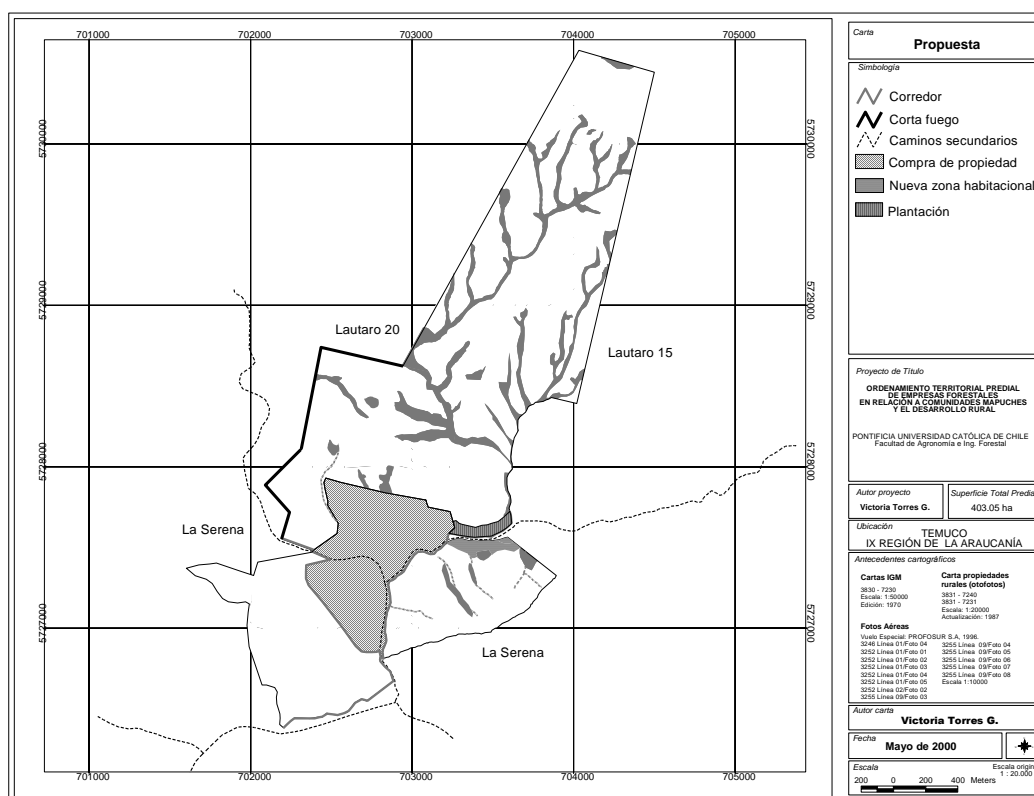 701000
702000
703000
704000
705000
5730000
5730000
5729000
5729000
Lautaro 20
Lautaro 15
5728000
5728000
La Serena
5727000
5727000
La Serena
701000
702000
703000
704000
705000
Carta
Propuesta
Simbología
Corredor
Corta fuego
Caminos secundarios
Compra de propiedad
Nueva zona habitacional
Plantación
Proyecto de Título
ORDENAMIENTO TERRITORIAL PREDIAL
DE EMPRESAS FORESTALES
EN RELACIÓN A COMUNIDADES MAPUCHES
Y EL DESARROLLO RURAL
PONTIFICIA UNIVERSIDAD CATÓLICA DE CHILE
Facultad de Agronomía e Ing. Forestal
Autor proyecto
Victoria Torres G.
Superficie Total Predial
403.05 ha
Ubicación
TEMUCO
IX REGIÓN DE LA ARAUCANÍA
Antecedentes cartográficos
Cartas IGM
3830 - 7230
Escala: 1:50000
Edición: 1970
Carta propiedades
rurales (otofotos)
3831 - 7240
3831 - 7231
Escala: 1:20000
Actualización: 1987
Fotos Aéreas
Vuelo Especial: PROFOSUR S.A, 1996.
3246 Línea 01/Foto 04
3252 Línea 01/Foto 01
3252 Línea 01/Foto 02
3252 Línea 01/Foto 03
3252 Línea 01/Foto 04
3252 Línea 01/Foto 05
3252 Línea 02/Foto 02
3255 Línea 09/Foto 03
3255 Línea 09/Foto 04
3255 Línea 09/Foto 05
3255 Línea 09/Foto 06
3255 Línea 09/Foto 07
3255 Línea 09/Foto 08
Escala 1:10000
Autor carta
Victoria Torres G.
Fecha
Mayo de 2000
Escala
200 0 200 400 Meters
Escala origin
1 : 20.000